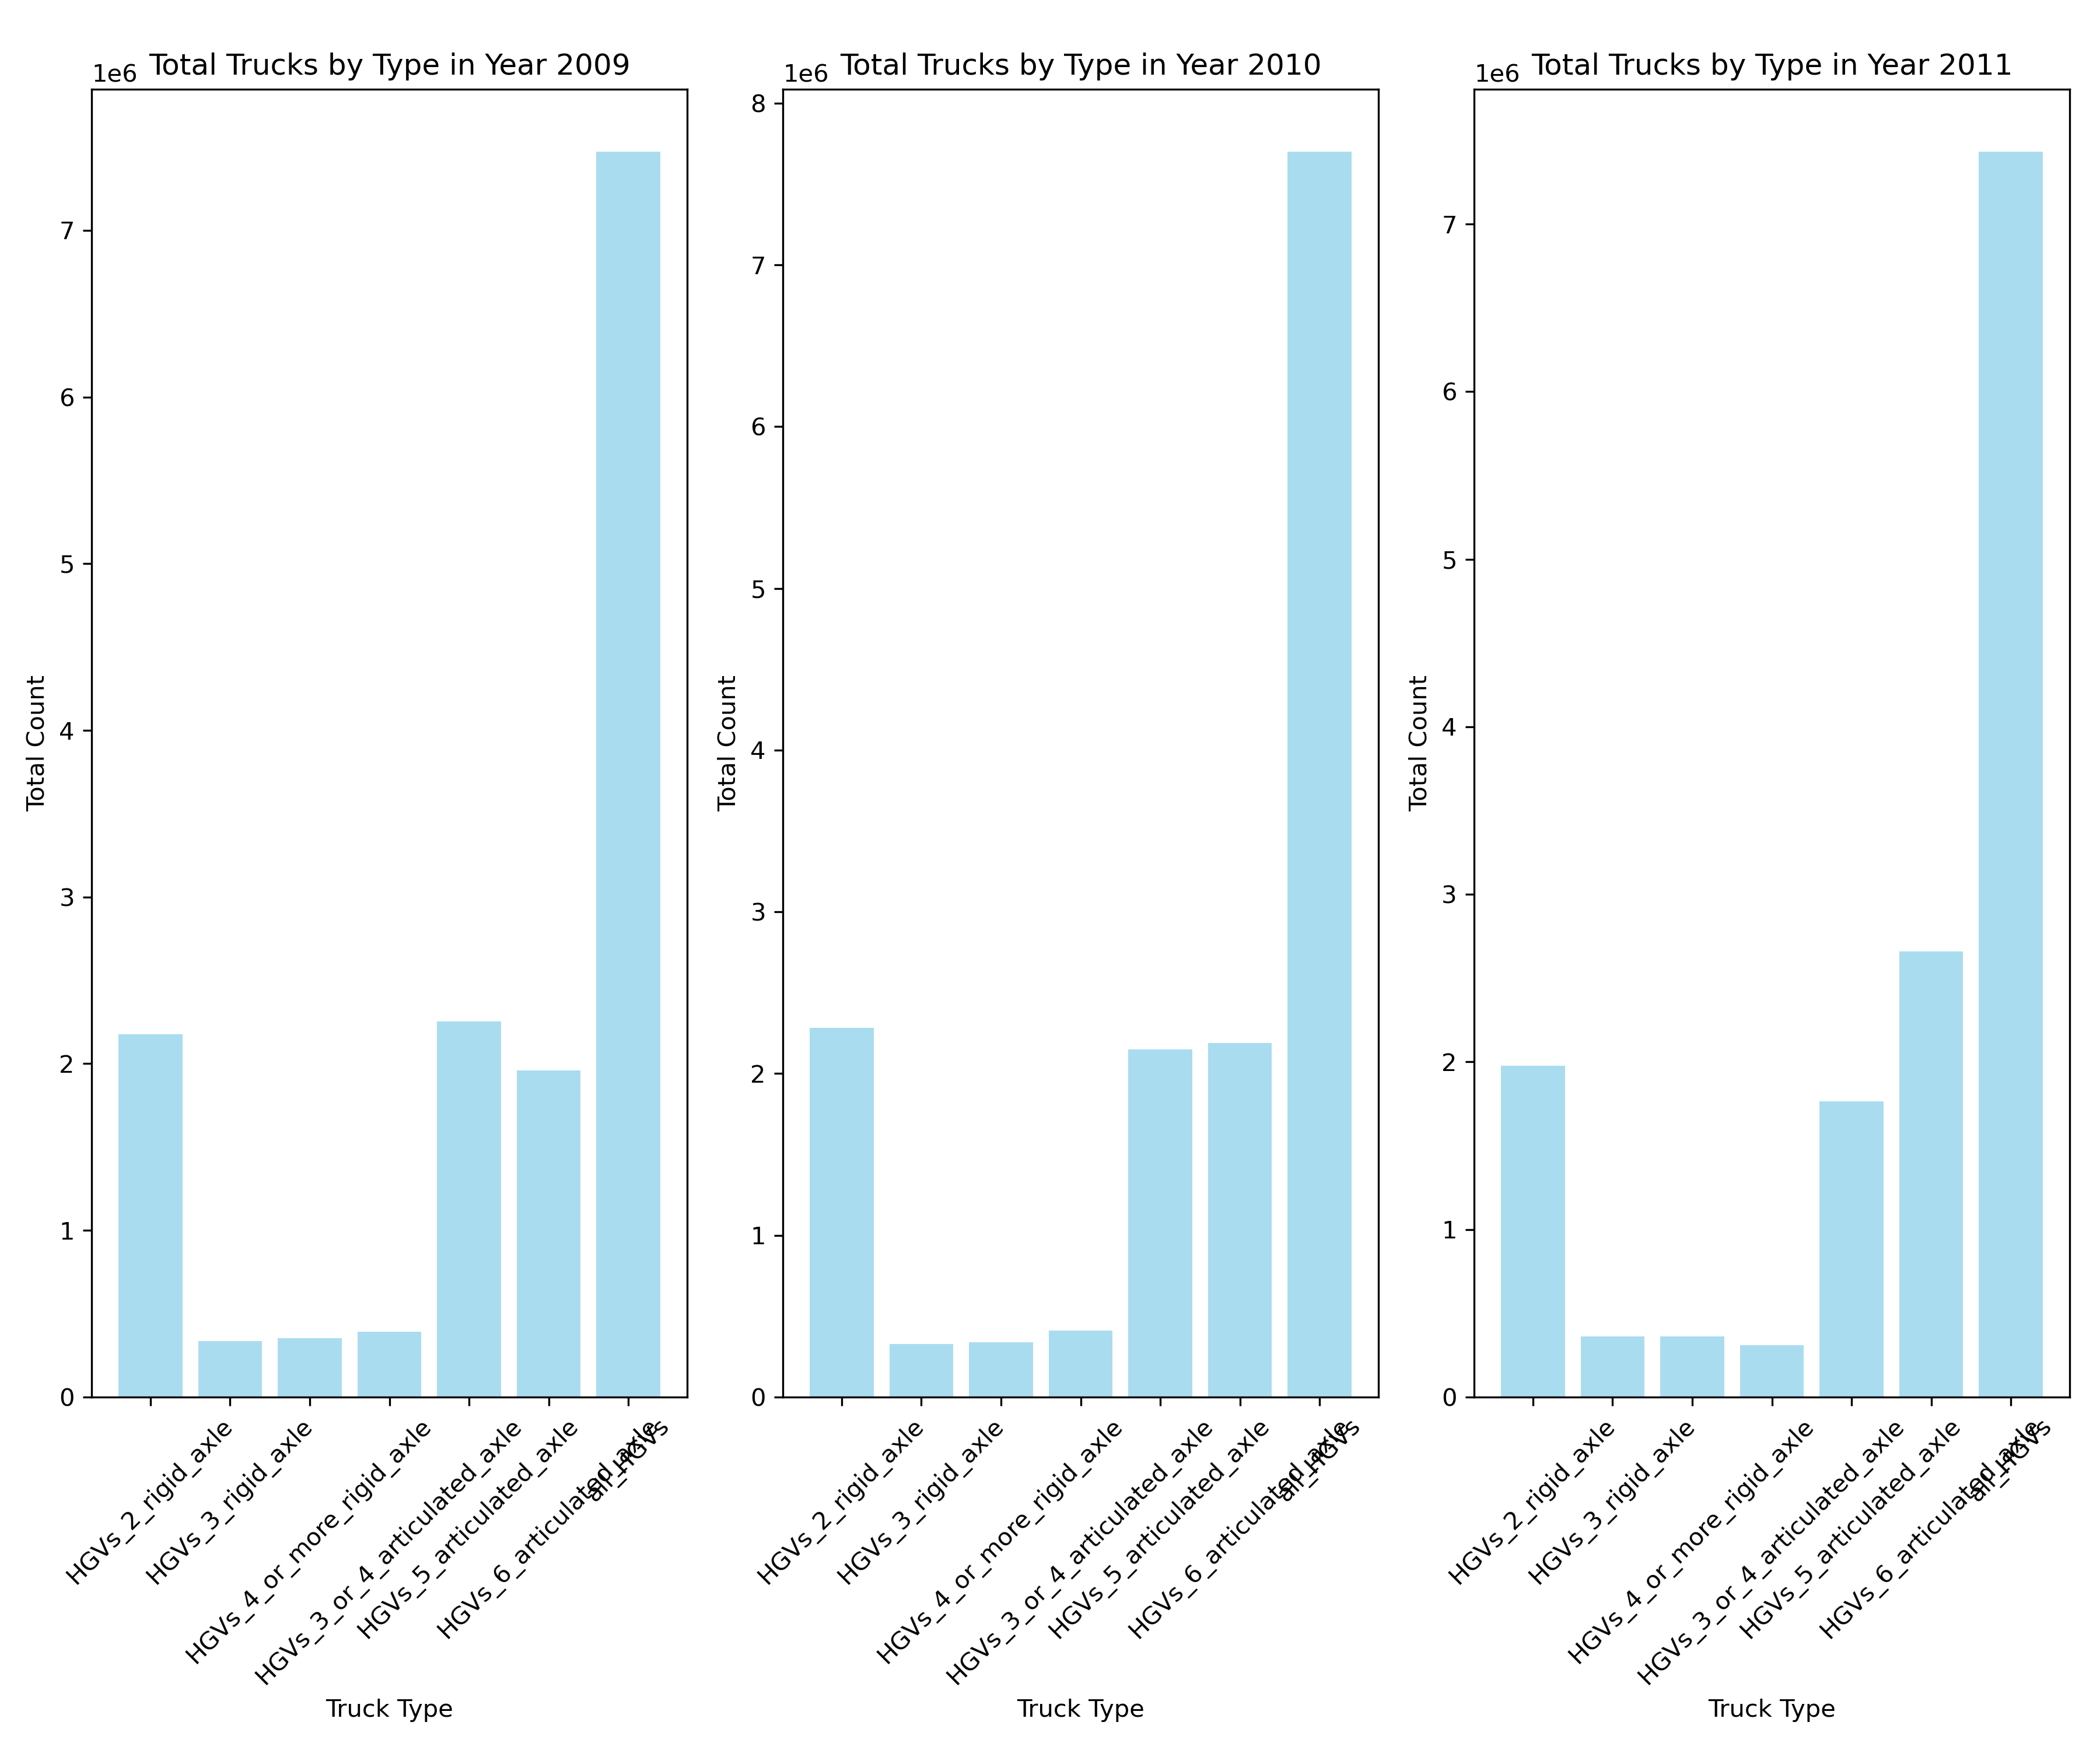 Total Trucks by Type in Year 2009
1e6
7
6
5
4
3
2
1
0
Total Count
HGVs_2_rigid_axle
HGVs_3_rigid_axle
HGVs_4_or_more_rigid_axle
HGVs_3_or_4_articulated_axle
HGVs_5_articulated_axle
HGVs_6_articulated_axle
all_HGVs
Truck Type
Total Trucks by Type in Year 2010
1e6
8
7
6
5
4
3
2
1
0
Total Count
HGVs_2_rigid_axle
HGVs_3_rigid_axle
HGVs_4_or_more_rigid_axle
HGVs_3_or_4_articulated_axle
HGVs_5_articulated_axle
HGVs_6_articulated_axle
all_HGVs
Truck Type
Total Trucks by Type in Year 2011
1e6
7
6
5
4
3
2
1
0
Total Count
HGVs_2_rigid_axle
HGVs_3_rigid_axle
HGVs_4_or_more_rigid_axle
HGVs_3_or_4_articulated_axle
HGVs_5_articulated_axle
HGVs_6_articulated_axle
all_HGVs
Truck Type